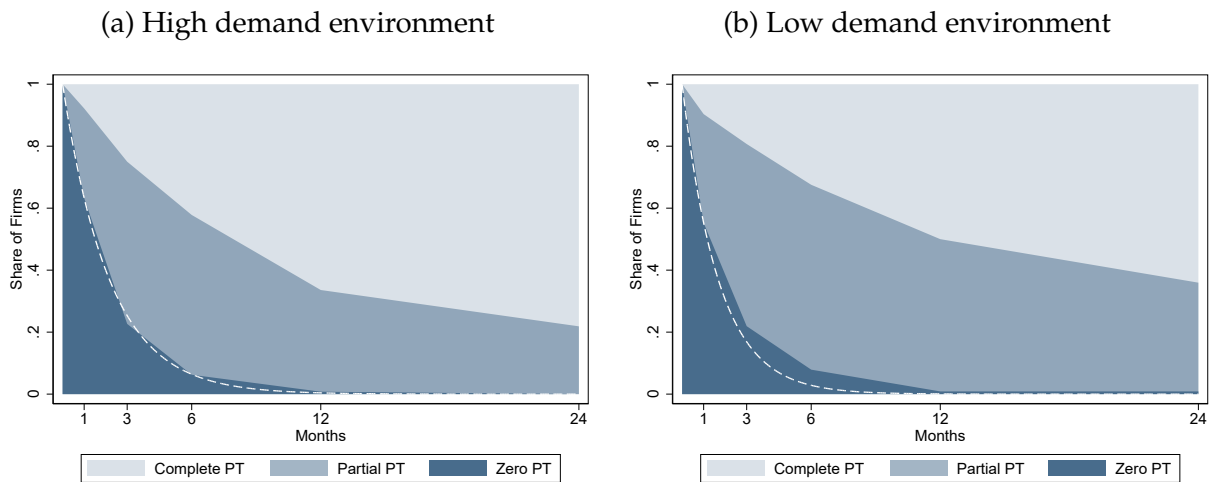 (a) High demand environment
Share of Firms
1
.8
.6
.4
.2
0
1 3 6 12 24
Months
Complete PT Partial PT Zero PT
(b) Low demand environment
Share of Firms
1
.8
.6
.4
.2
0
1 3 6 12 24
Months
Complete PT Partial PT Zero PT